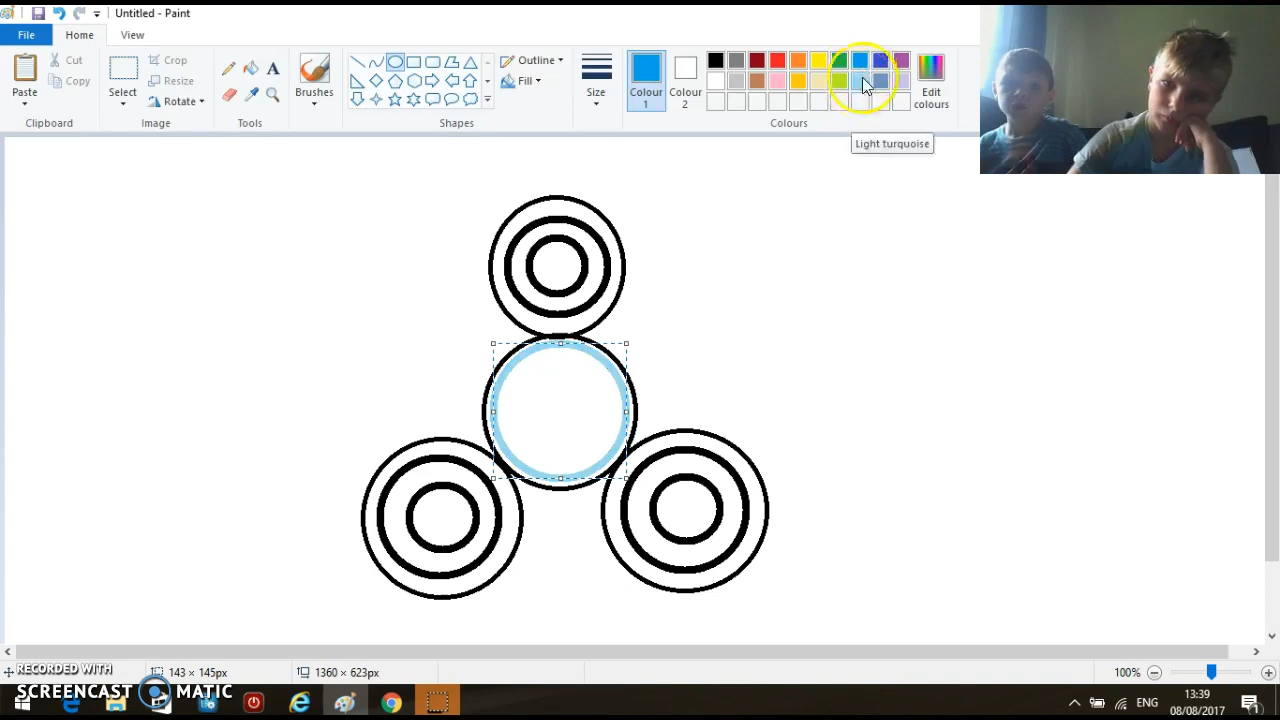 Untitled - Paint
File
Home
View
Paste
Cut
Copy
Clipboard
Select
Crop
Resize
Rotate
Image
A
Tools
Brushes
Outline
Fill
Shapes
Size
Colour 1
Colour 2
Colours
Edit colours
Light turquoise
143 × 145px
1360 × 623px
100%
RECORDED WITH
SCREENCAST MATIC
ENG
13:39
08/08/2017
1